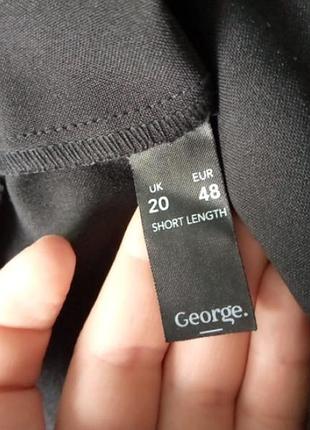 UK EUR
20 48
SHORT LENGTH
George.